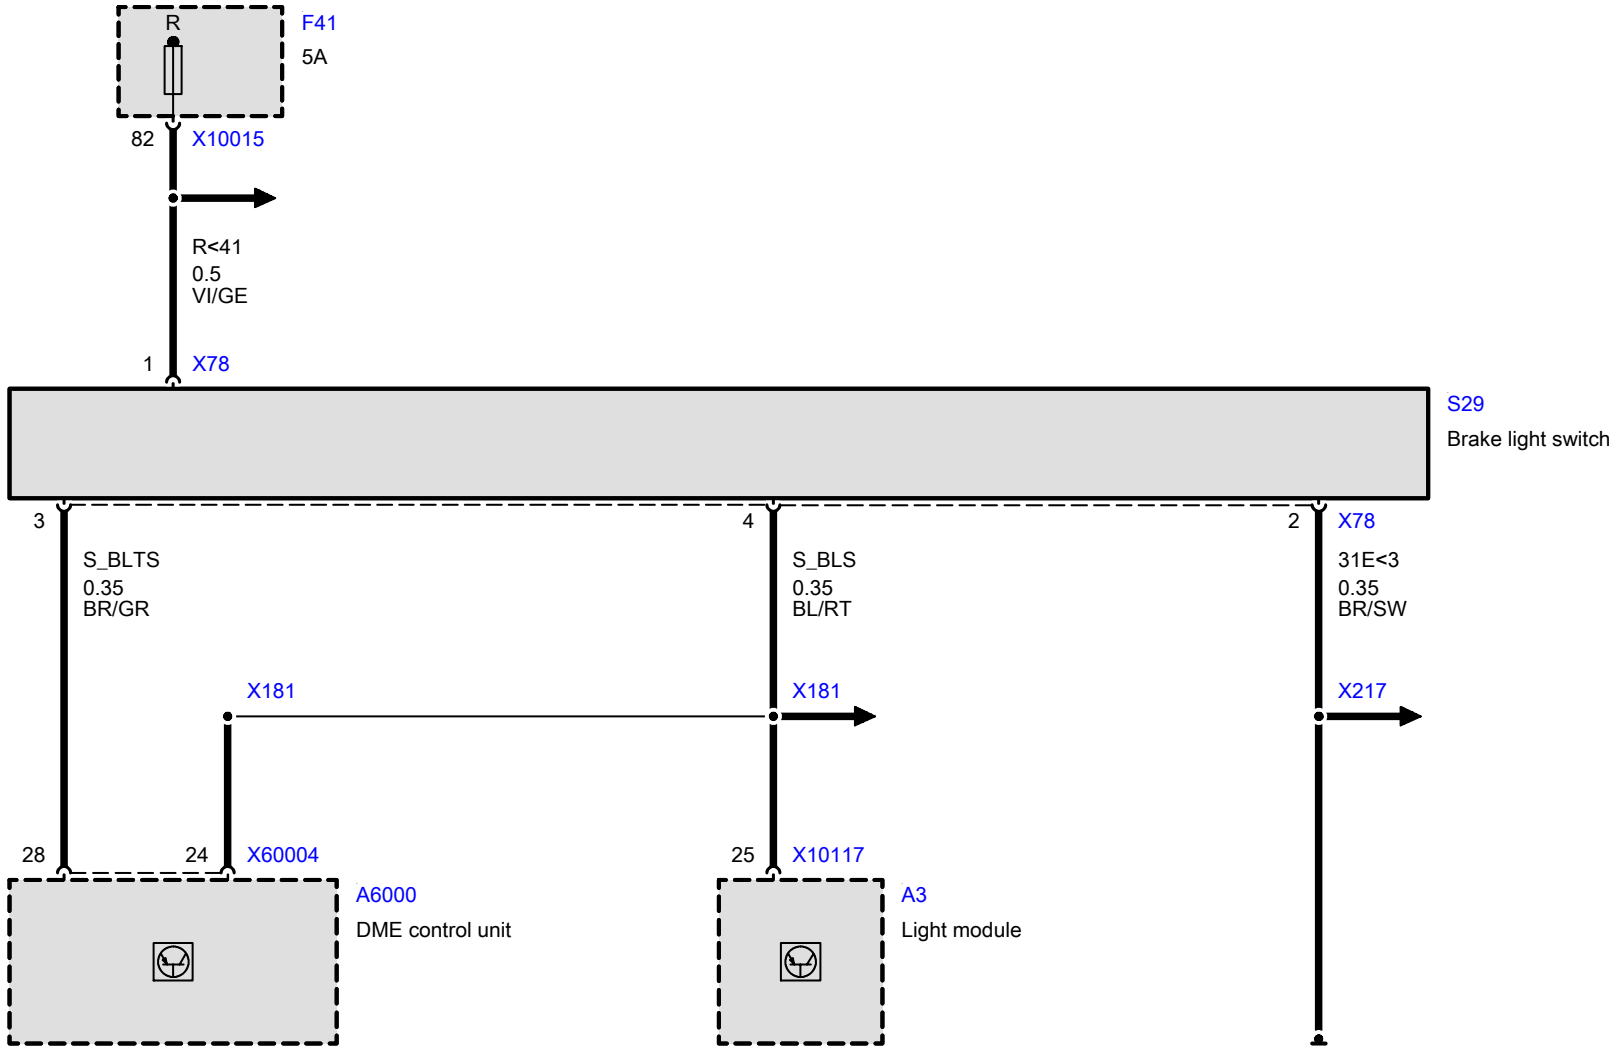 R
F41
5A
82
X10015
R<41
0.5
VI/GE
1
X78
S29
Brake light switch
3
4
2
X78
S_BLTS
0.35
BR/GR
S_BLS
0.35
BL/RT
31E<3
0.35
BR/SW
X181
X181
X217
28
24
X60004
25
X10117
A6000
DME control unit
A3
Light module